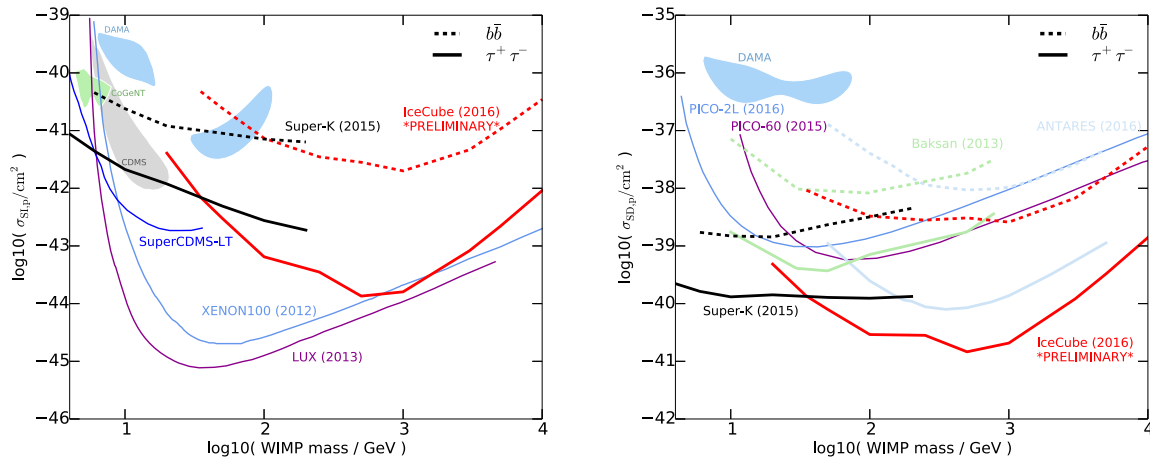 −39
−40
−41
−42
−43
−44
−45
−46
log10( σSI,p/cm² )
DAMA
CoGeNT
CDMS
bb̄
τ⁺ τ⁻
Super-K (2015)
IceCube (2016)
*PRELIMINARY*
SuperCDMS-LT
XENON100 (2012)
LUX (2013)
1 2 3 4
log10( WIMP mass / GeV )
−35
−36
−37
−38
−39
−40
−41
−42
log10( σSD,p/cm² )
bb̄
τ⁺ τ⁻
DAMA
PICO-2L (2016)
PICO-60 (2015)
ANTARES (2016)
Baksan (2013)
Super-K (2015)
IceCube (2016)
*PRELIMINARY*
1 2 3 4
log10( WIMP mass / GeV )